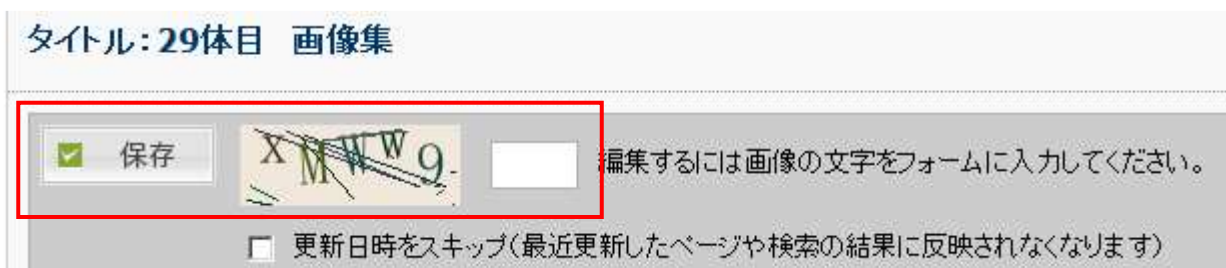 タイトル：29体目　画像集
保存 XMWW9 編集するには画像の文字をフォームに入力してください。
更新日時をスキップ（最近更新したページや検索の結果に反映されなくなります）